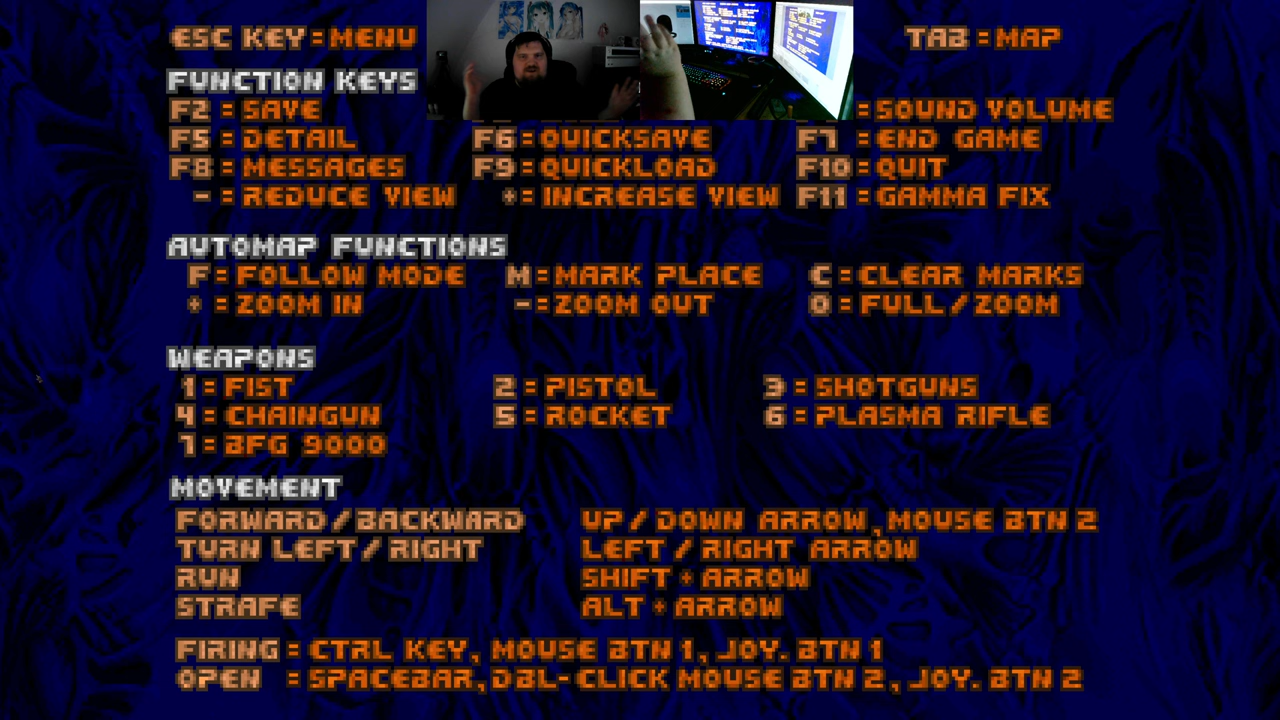 ESC KEY = MENU TAB = MAP
FUNCTION KEYS
F2 = SAVE = SOUND VOLUME
F5 = DETAIL F6 = QUICKSAVE F7 = END GAME
F8 = MESSAGES F9 = QUICKLOAD F10 = QUIT
- = REDUCE VIEW + = INCREASE VIEW F11 = GAMMA FIX
AUTOMAP FUNCTIONS
F = FOLLOW MODE M = MARK PLACE C = CLEAR MARKS
+ = ZOOM IN - = ZOOM OUT 0 = FULL/ZOOM
WEAPONS
1 = FIST 2 = PISTOL 3 = SHOTGUNS
4 = CHAINGUN 5 = ROCKET 6 = PLASMA RIFLE
7 = BFG 9000
MOVEMENT
FORWARD/BACKWARD UP/DOWN ARROW, MOUSE BTN 2
TURN LEFT/RIGHT LEFT/RIGHT ARROW
RUN SHIFT + ARROW
STRAFE ALT + ARROW
FIRING = CTRL KEY, MOUSE BTN 1, JOY. BTN 1
OPEN = SPACEBAR, DBL-CLICK MOUSE BTN 2, JOY. BTN 2